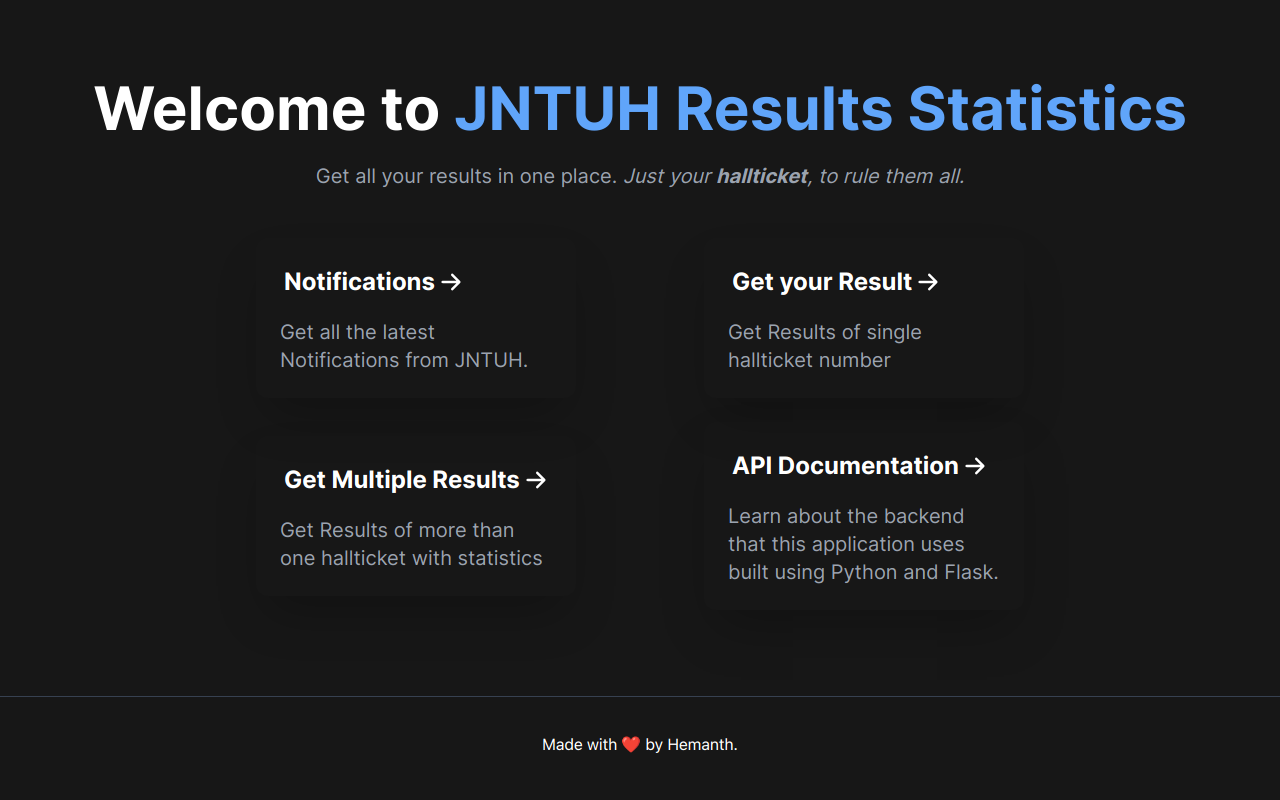 Welcome to JNTUH Results Statistics
Get all your results in one place. Just your hallticket, to rule them all.
Notifications →
Get all the latest
Notifications from JNTUH.
Get your Result →
Get Results of single
hallticket number
Get Multiple Results →
Get Results of more than
one hallticket with statistics
API Documentation →
Learn about the backend
that this application uses
built using Python and Flask.
Made with ❤️ by Hemanth.